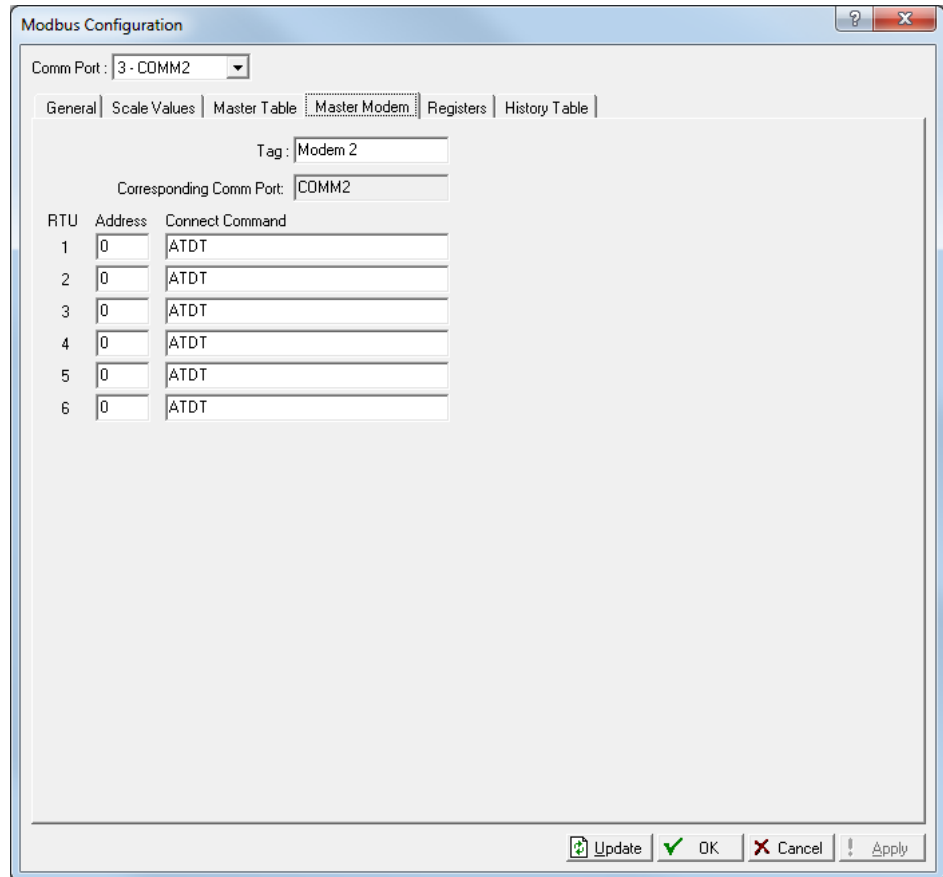 Modbus Configuration
Comm Port : 3 - COMM2
General Scale Values Master Table Master Modem Registers History Table
Tag : Modem 2
Corresponding Comm Port: COMM2
RTU Address Connect Command
1 0 ATDT
2 0 ATDT
3 0 ATDT
4 0 ATDT
5 0 ATDT
6 0 ATDT
Update OK Cancel Apply